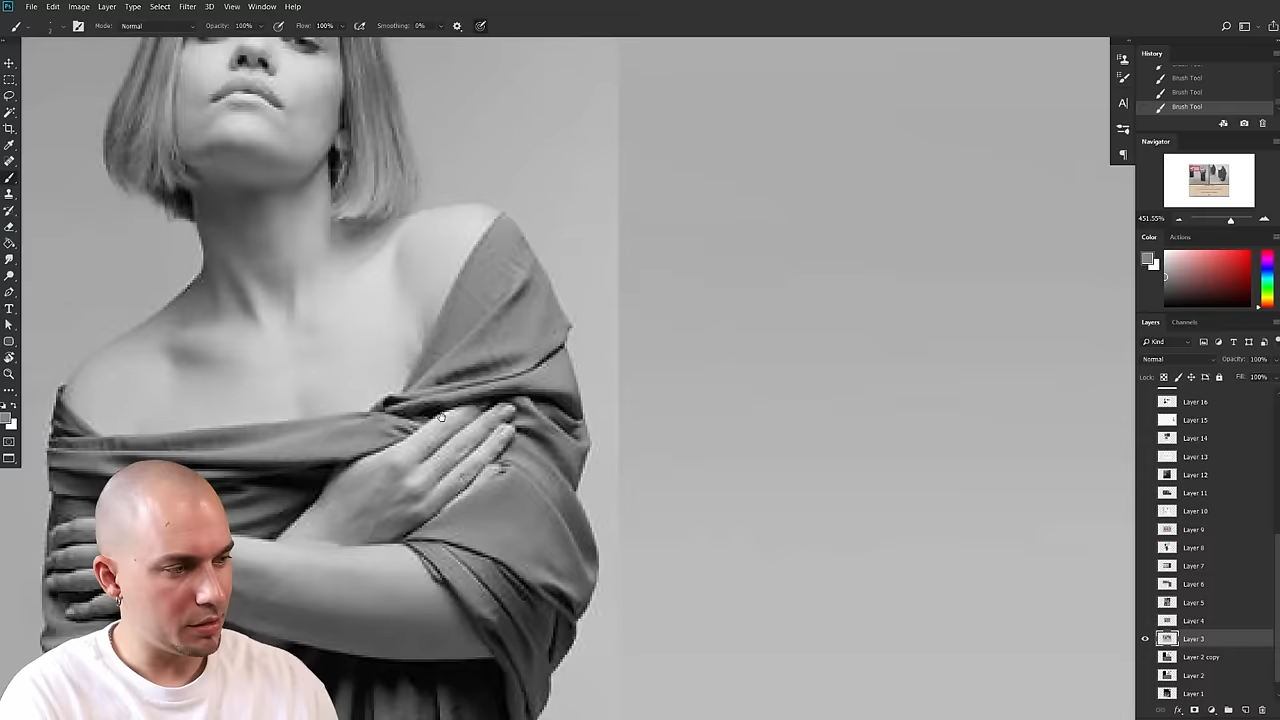 File Edit Image Layer Type Select Filter 3D View Window Help
Mode: Normal Opacity: 100% Flow: 100% Smoothing: 0%
History
Brush Tool
Brush Tool
Brush Tool
Navigator
451.55%
Color Actions
Layers Channels
Kind
Normal Opacity: 100%
Lock: Fill: 100%
Layer 16
Layer 15
Layer 14
Layer 13
Layer 12
Layer 11
Layer 10
Layer 9
Layer 8
Layer 7
Layer 6
Layer 5
Layer 4
Layer 3
Layer 2 copy
Layer 2
Layer 1